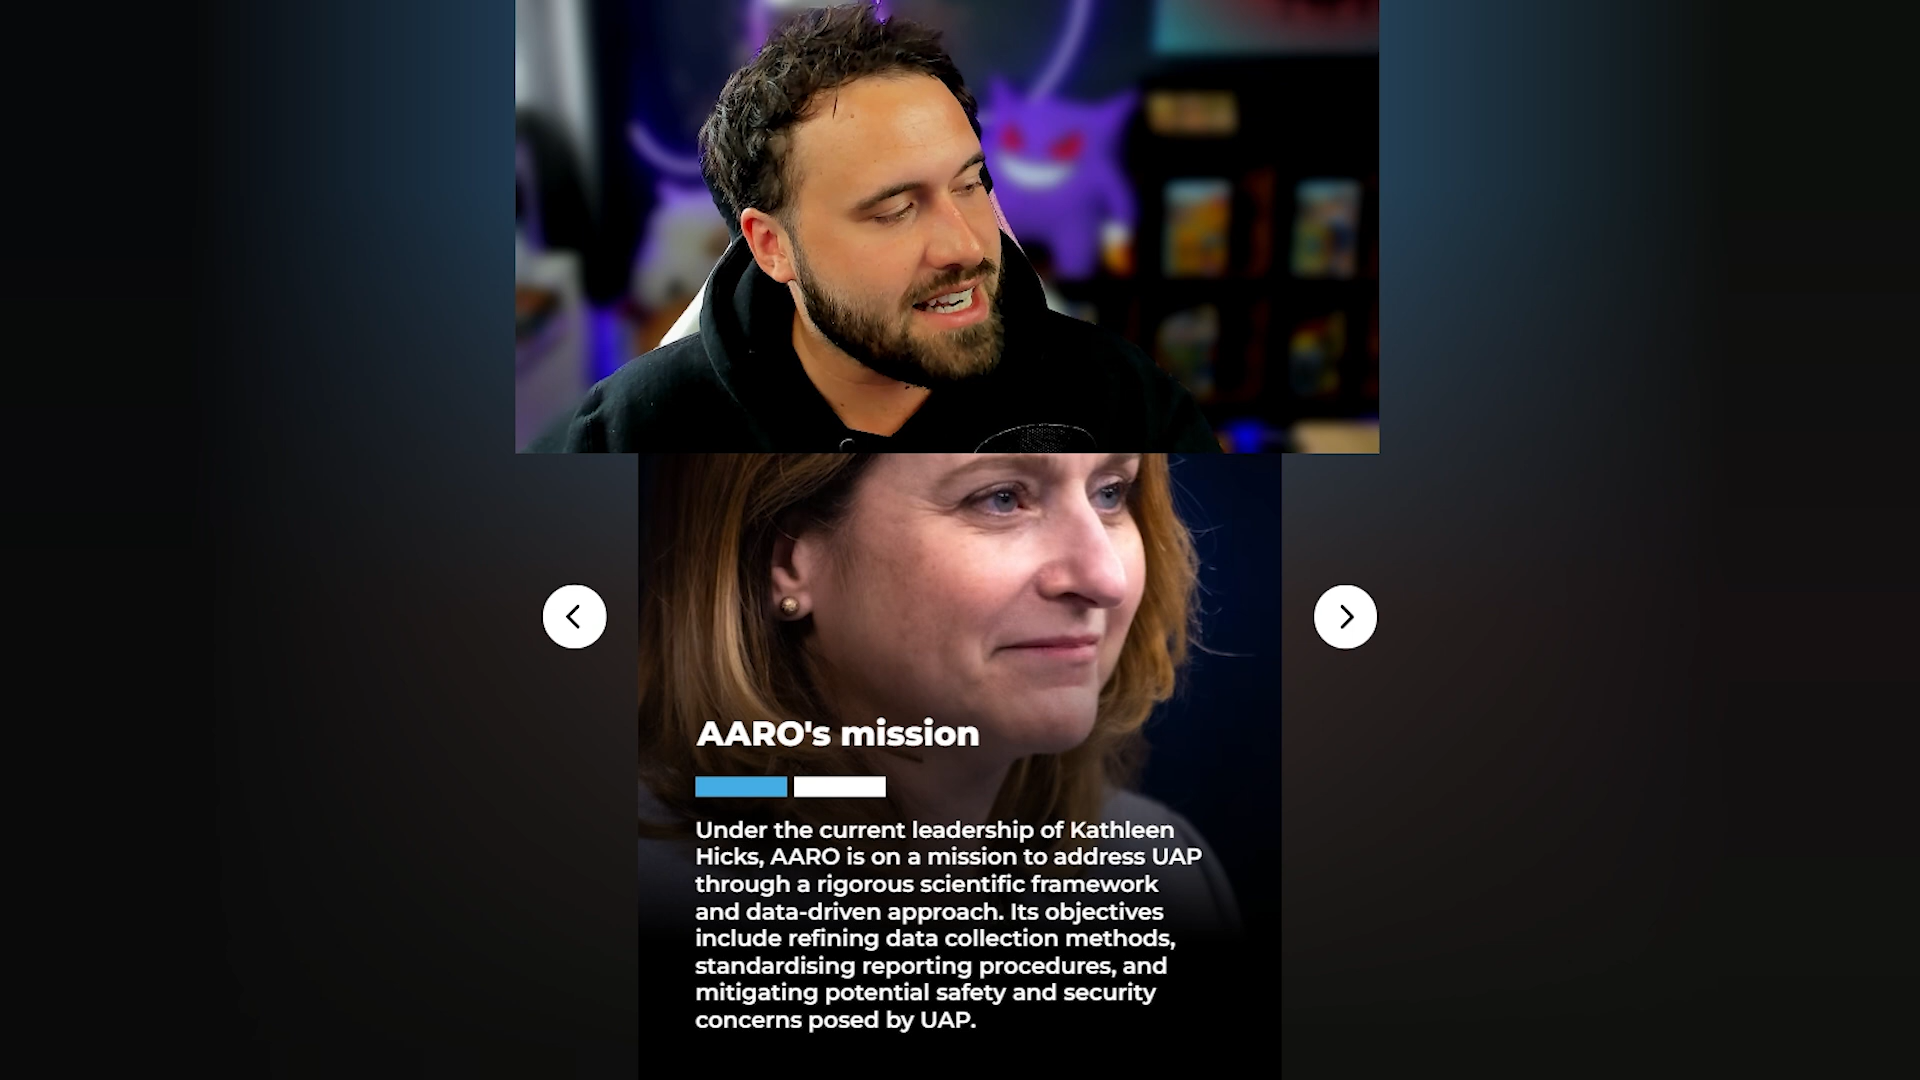 AARO's mission
Under the current leadership of Kathleen
Hicks, AARO is on a mission to address UAP
through a rigorous scientific framework
and data-driven approach. Its objectives
include refining data collection methods,
standardising reporting procedures, and
mitigating potential safety and security
concerns posed by UAP.